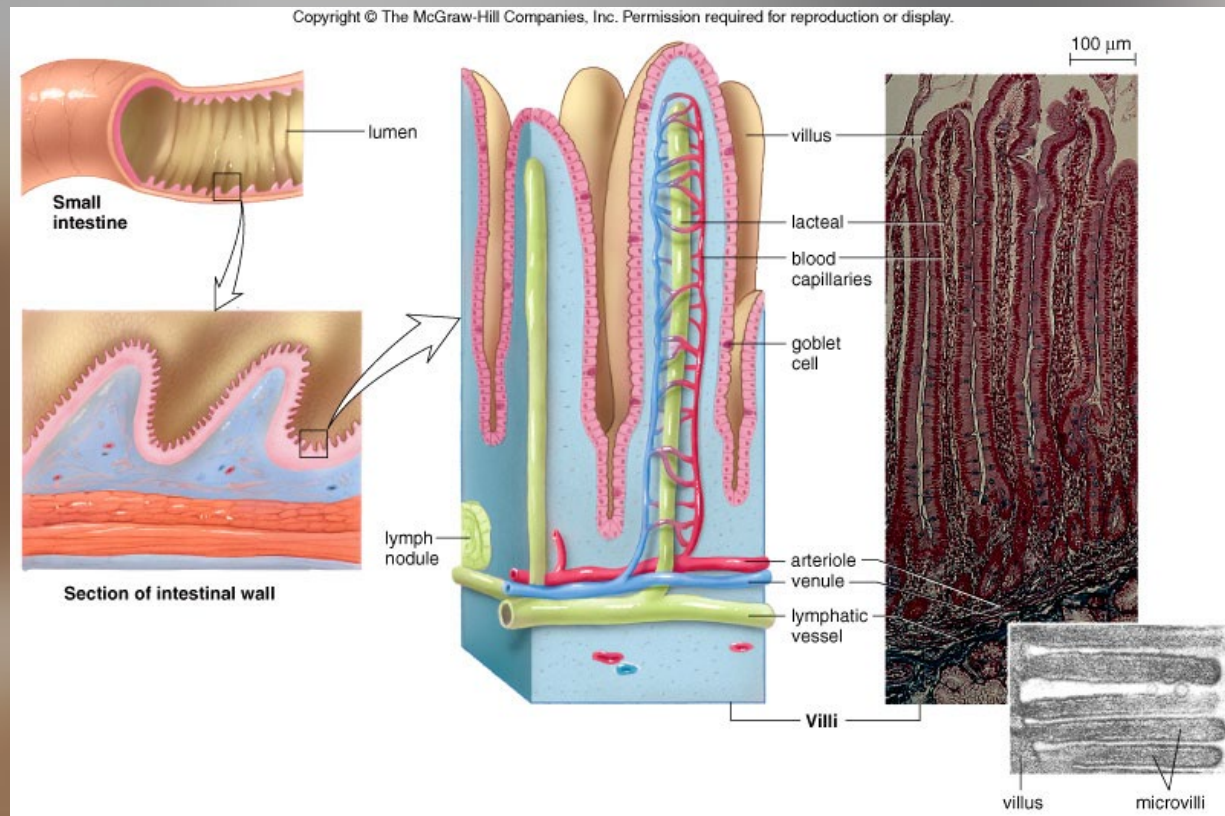 Copyright © The McGraw-Hill Companies, Inc. Permission required for reproduction or display.
100 µm
lumen
Small
intestine
villus
lacteal
blood
capillaries
goblet
cell
lymph
nodule
arteriole
venule
lymphatic
vessel
Section of intestinal wall
Villi
villus
microvilli